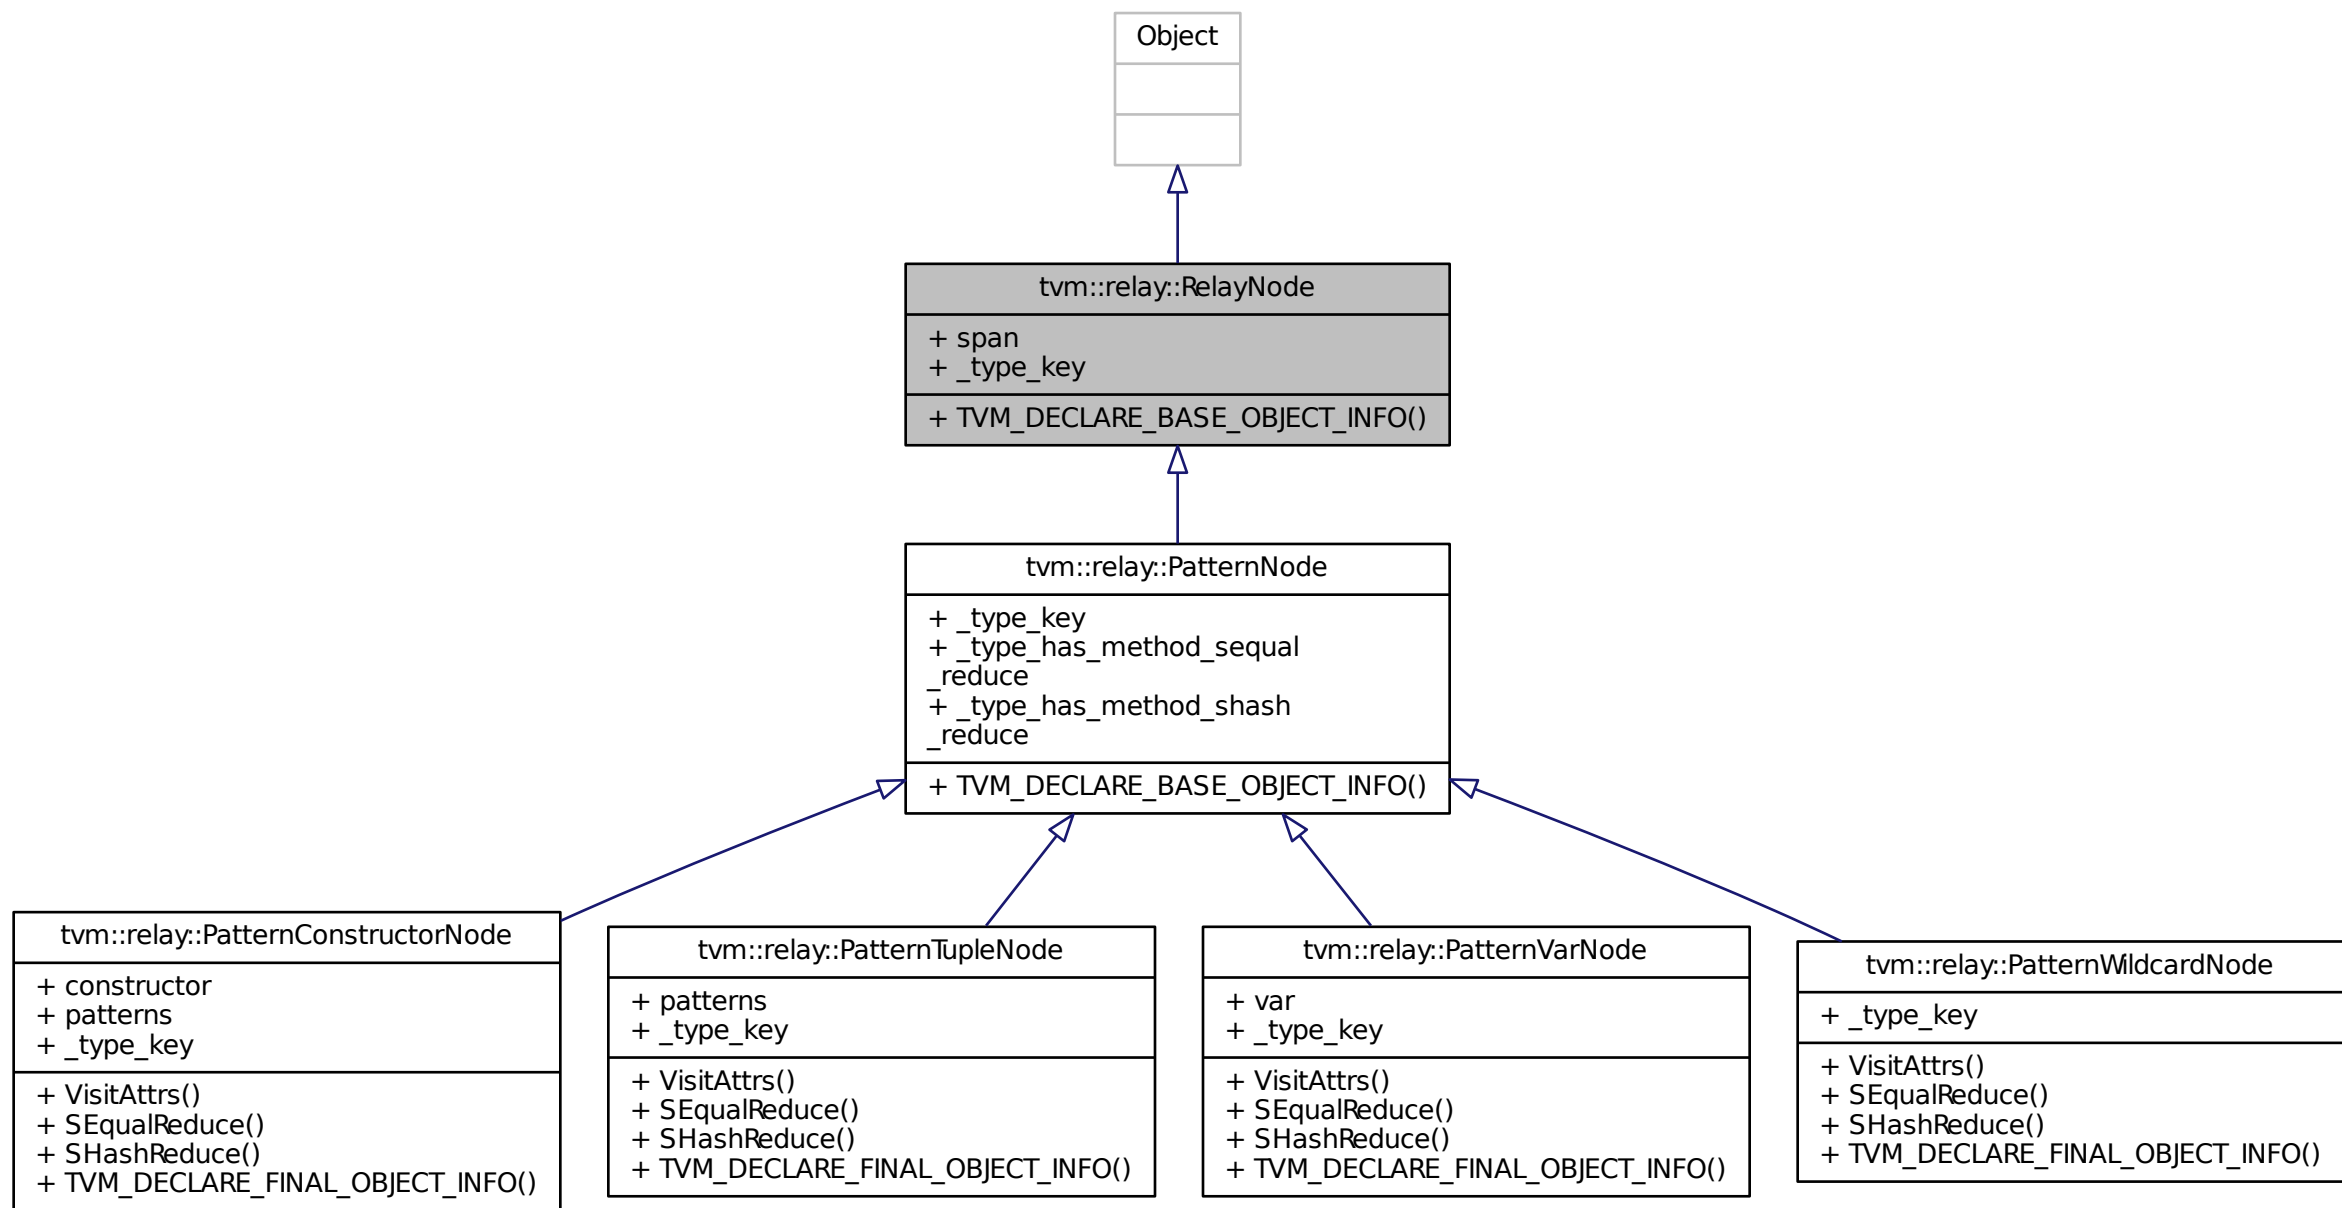 Object
tvm::relay::RelayNode
+ span
+ _type_key
+ TVM_DECLARE_BASE_OBJECT_INFO()
tvm::relay::PatternNode
+ _type_key
+ _type_has_method_sequal
_reduce
+ _type_has_method_shash
_reduce
+ TVM_DECLARE_BASE_OBJECT_INFO()
tvm::relay::PatternConstructorNode
+ constructor
+ patterns
+ _type_key
+ VisitAttrs()
+ SEqualReduce()
+ SHashReduce()
+ TVM_DECLARE_FINAL_OBJECT_INFO()
tvm::relay::PatternTupleNode
+ patterns
+ _type_key
+ VisitAttrs()
+ SEqualReduce()
+ SHashReduce()
+ TVM_DECLARE_FINAL_OBJECT_INFO()
tvm::relay::PatternVarNode
+ var
+ _type_key
+ VisitAttrs()
+ SEqualReduce()
+ SHashReduce()
+ TVM_DECLARE_FINAL_OBJECT_INFO()
tvm::relay::PatternWildcardNode
+ _type_key
+ VisitAttrs()
+ SEqualReduce()
+ SHashReduce()
+ TVM_DECLARE_FINAL_OBJECT_INFO()